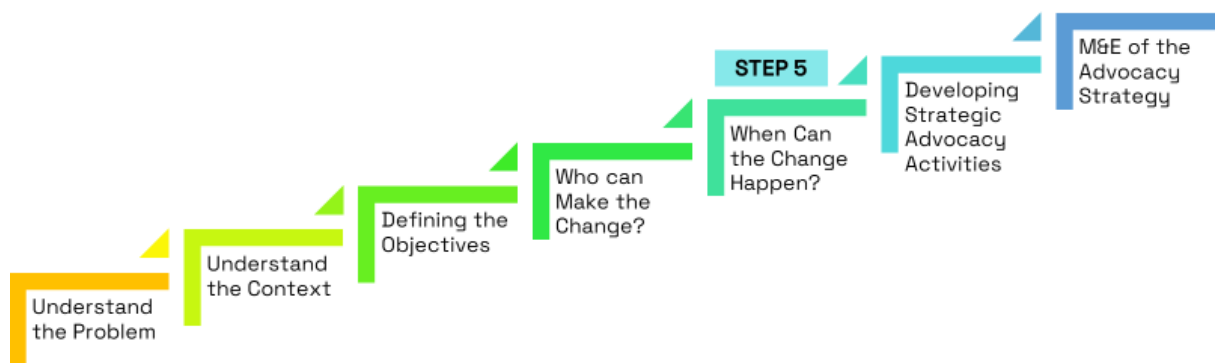 Understand
the Problem
Understand
the Context
Defining the
Objectives
Who can
Make the
Change?
STEP 5
When Can
the Change
Happen?
Developing
Strategic
Advocacy
Activities
M&E of the
Advocacy
Strategy